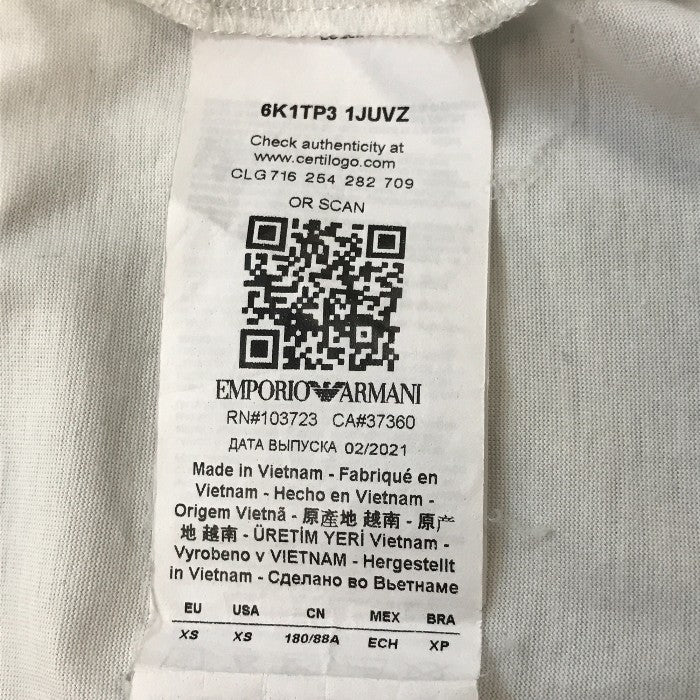 6K1TP3 1JUVZ
Check authenticity at
www.certilogo.com
CLG 716 254 282 709
OR SCAN
EMPORIO ARMANI
RN#103723 CA#37360
ДАТА ВЫПУСКА 02/2021
Made in Vietnam - Fabriqué en
Vietnam - Hecho en Vietnam -
Origem Vietnã - 原產地 越南 - 原产
地 越南 - ÜRETİM YERİ Vietnam -
Vyrobeno v VIETNAM - Hergestellt
in Vietnam - Сделано во Вьетнаме
EU USA CN MEX BRA
XS XS 180/88A ECH XP